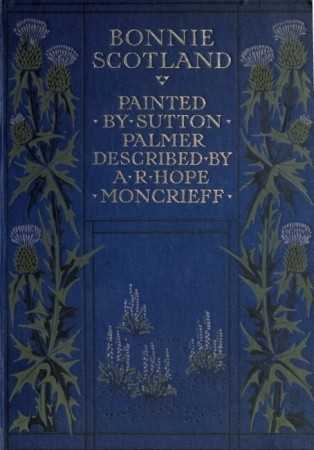 BONNIE
SCOTLAND
PAINTED
·BY·SUTTON·
PALMER
DESCRIBED·BY
A·R·HOPE
·MONCRIEFF·